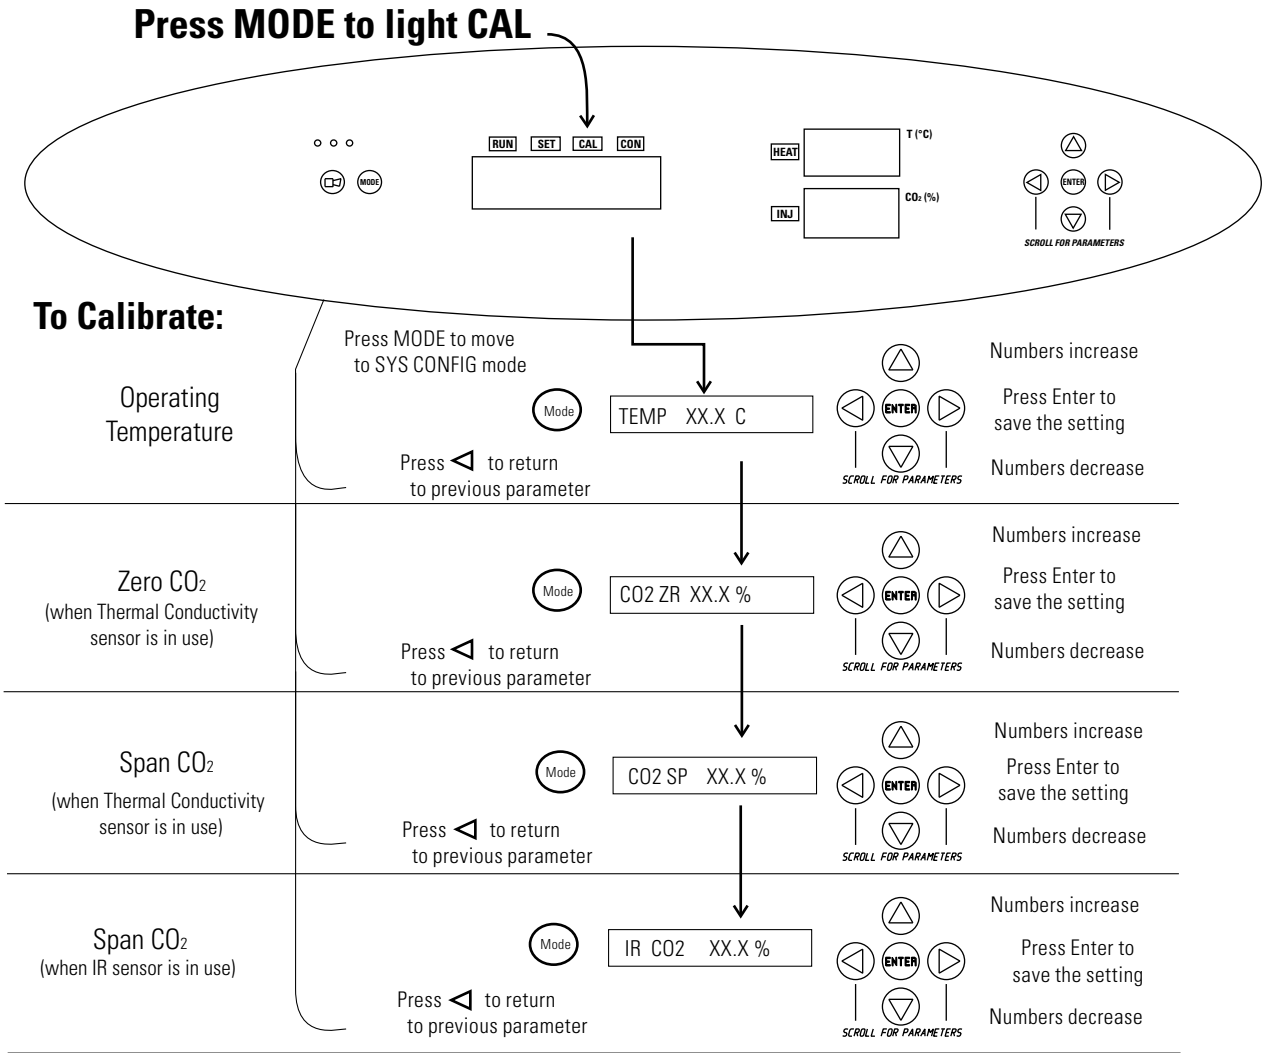 Press MODE to light CAL
RUN SET CAL CON
MODE
HEAT
T (°C)
INJ
CO2 (%)
ENTER
SCROLL FOR PARAMETERS
To Calibrate:
Operating
Temperature
Press MODE to move
to SYS CONFIG mode
Mode
TEMP XX.X C
Press to return
to previous parameter
ENTER
SCROLL FOR PARAMETERS
Numbers increase
Press Enter to
save the setting
Numbers decrease
Zero CO2
(when Thermal Conductivity
sensor is in use)
Mode
CO2 ZR XX.X %
Press to return
to previous parameter
ENTER
SCROLL FOR PARAMETERS
Numbers increase
Press Enter to
save the setting
Numbers decrease
Span CO2
(when Thermal Conductivity
sensor is in use)
Mode
CO2 SP XX.X %
Press to return
to previous parameter
ENTER
SCROLL FOR PARAMETERS
Numbers increase
Press Enter to
save the setting
Numbers decrease
Span CO2
(when IR sensor is in use)
Mode
IR CO2 XX.X %
Press to return
to previous parameter
ENTER
SCROLL FOR PARAMETERS
Numbers increase
Press Enter to
save the setting
Numbers decrease